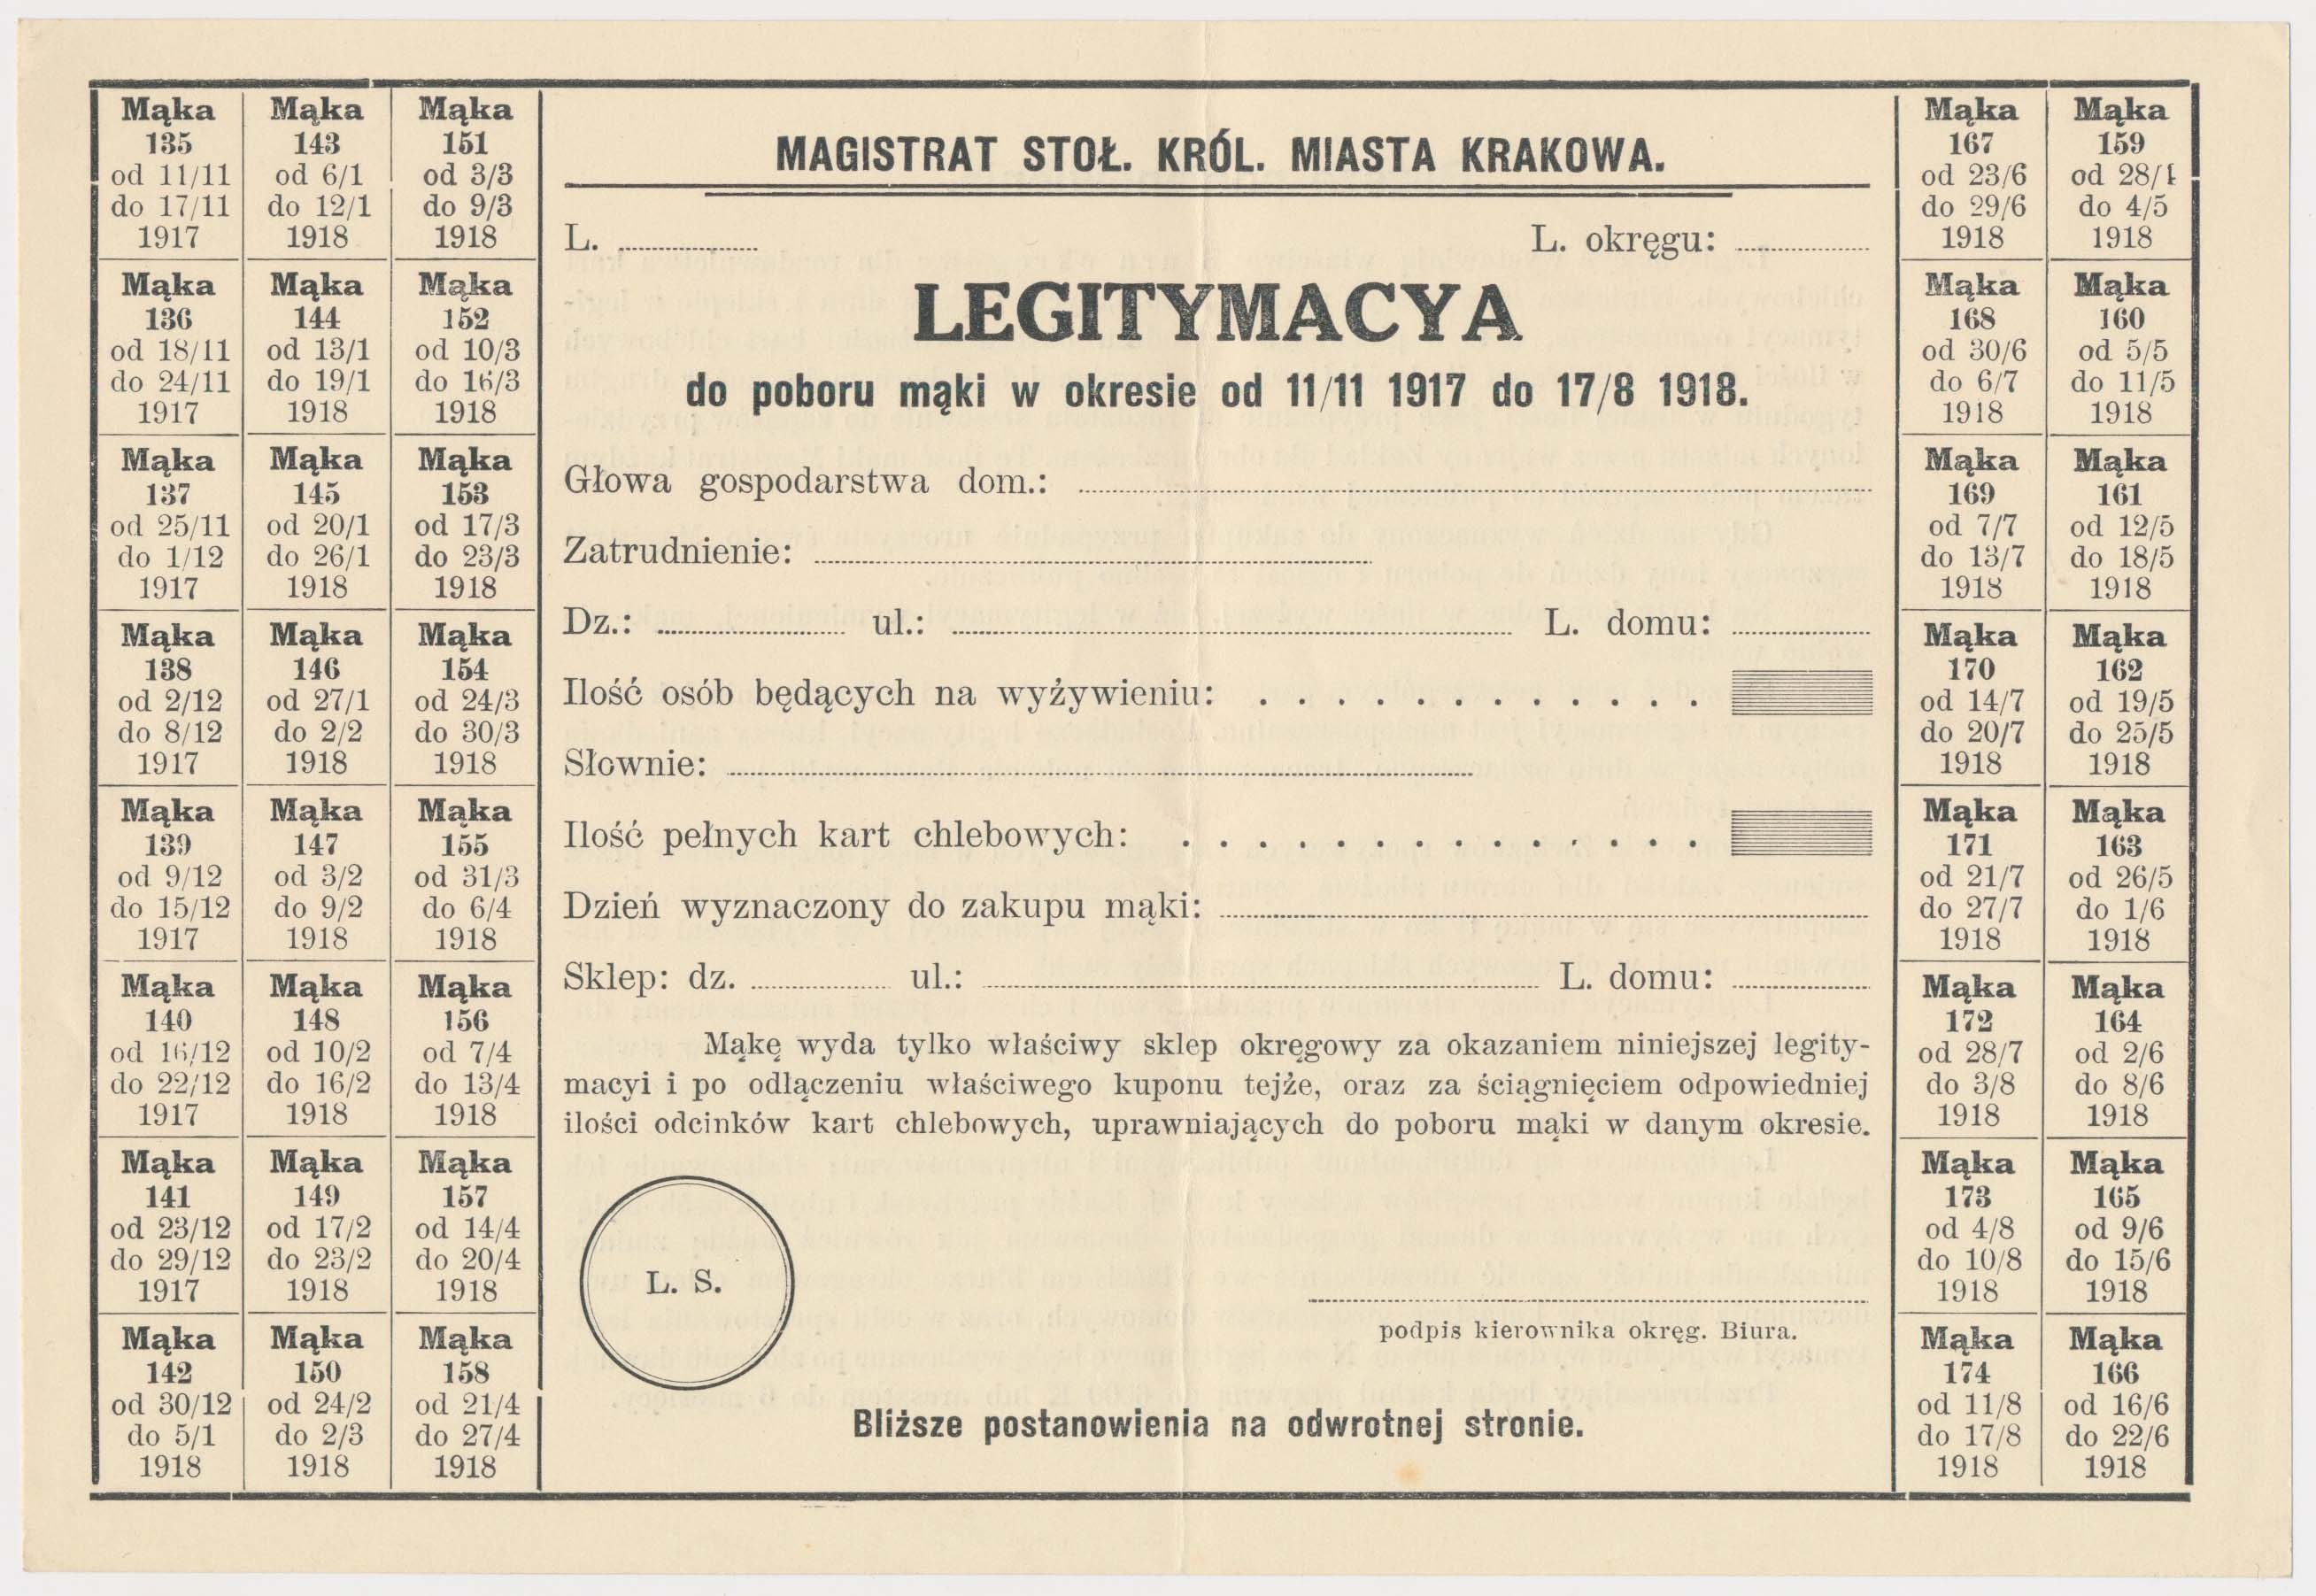 Mąka
135
od 11/11
do 17/11
1917
Mąka
136
od 18/11
do 24/11
1917
Mąka
137
od 25/11
do 1/12
1917
Mąka
138
od 2/12
do 8/12
1917
Mąka
139
od 9/12
do 15/12
1917
Mąka
140
od 16/12
do 22/12
1917
Mąka
141
od 23/12
do 29/12
1917
Mąka
142
od 30/12
do 5/1
1918
Mąka
143
od 6/1
do 12/1
1918
Mąka
144
od 13/1
do 19/1
1918
Mąka
145
od 20/1
do 26/1
1918
Mąka
146
od 27/1
do 2/2
1918
Mąka
147
od 3/2
do 9/2
1918
Mąka
148
od 10/2
do 16/2
1918
Mąka
149
od 17/2
do 23/2
1918
Mąka
150
od 24/2
do 2/3
1918
Mąka
151
od 3/3
do 9/3
1918
Mąka
152
od 10/3
do 16/3
1918
Mąka
153
od 17/3
do 23/3
1918
Mąka
154
od 24/3
do 30/3
1918
Mąka
155
od 31/3
do 6/4
1918
Mąka
156
od 7/4
do 13/4
1918
Mąka
157
od 14/4
do 20/4
1918
Mąka
158
od 21/4
do 27/4
1918
MAGISTRAT STOŁ. KRÓL. MIASTA KRAKOWA.
L. L. okręgu:
LEGITYMACYA
do poboru mąki w okresie od 11/11 1917 do 17/8 1918.
Głowa gospodarstwa dom.:
Zatrudnienie:
Dz.: ul.: L. domu:
Ilość osób będących na wyżywieniu:
Słownie:
Ilość pełnych kart chlebowych:
Dzień wyznaczony do zakupu mąki:
Sklep: dz. ul.: L. domu:
Mąkę wyda tylko właściwy sklep okręgowy za okazaniem niniejszej legity-
macyi i po odłączeniu właściwego kuponu tejże, oraz za ściągnięciem odpowiedniej
ilości odcinków kart chlebowych, uprawniających do poboru mąki w danym okresie.
L. S.
podpis kierownika okręg. Biura.
Bliższe postanowienia na odwrotnej stronie.
Mąka
167
od 23/6
do 29/6
1918
Mąka
168
od 30/6
do 6/7
1918
Mąka
169
od 7/7
do 13/7
1918
Mąka
170
od 14/7
do 20/7
1918
Mąka
171
od 21/7
do 27/7
1918
Mąka
172
od 28/7
do 3/8
1918
Mąka
173
od 4/8
do 10/8
1918
Mąka
174
od 11/8
do 17/8
1918
Mąka
159
od 28/4
do 4/5
1918
Mąka
160
od 5/5
do 11/5
1918
Mąka
161
od 12/5
do 18/5
1918
Mąka
162
od 19/5
do 25/5
1918
Mąka
163
od 26/5
do 1/6
1918
Mąka
164
od 2/6
do 8/6
1918
Mąka
165
od 9/6
do 15/6
1918
Mąka
166
od 16/6
do 22/6
1918